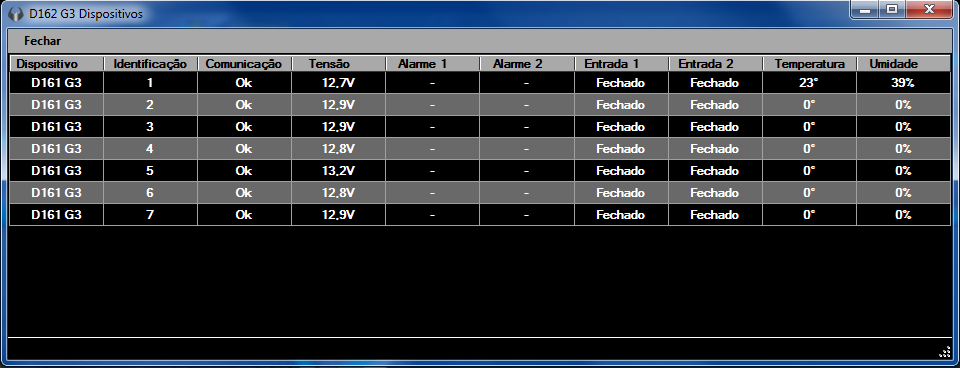 D162 G3 Dispositivos
Fechar
Dispositivo Identificação Comunicação Tensão Alarme 1 Alarme 2 Entrada 1 Entrada 2 Temperatura Umidade
D161 G3 1 Ok 12,7V - - Fechado Fechado 23° 39%
D161 G3 2 Ok 12,9V - - Fechado Fechado 0° 0%
D161 G3 3 Ok 12,9V - - Fechado Fechado 0° 0%
D161 G3 4 Ok 12,8V - - Fechado Fechado 0° 0%
D161 G3 5 Ok 13,2V - - Fechado Fechado 0° 0%
D161 G3 6 Ok 12,8V - - Fechado Fechado 0° 0%
D161 G3 7 Ok 12,9V - - Fechado Fechado 0° 0%